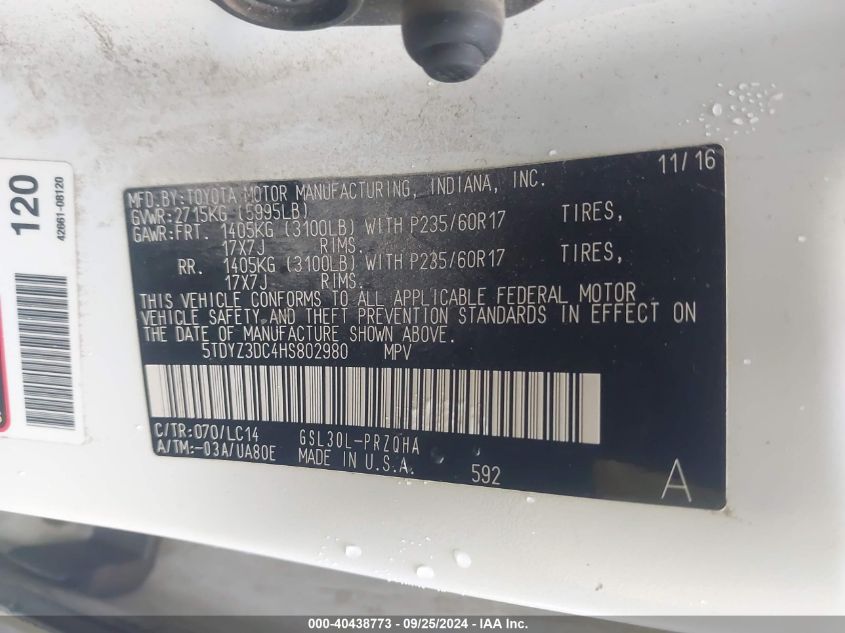 11/16
MFD.BY:TOYOTA MOTOR MANUFACTURING, INDIANA, INC.
GVWR:2715KG (5995LB)
GAWR:FRT. 1405KG (3100LB) WITH P235/60R17 TIRES,
17X7J RIMS.
RR. 1405KG (3100LB) WITH P235/60R17 TIRES,
17X7J RIMS.
THIS VEHICLE CONFORMS TO ALL APPLICABLE FEDERAL MOTOR
VEHICLE SAFETY AND THEFT PREVENTION STANDARDS IN EFFECT ON
THE DATE OF MANUFACTURE SHOWN ABOVE.
5TDYZ3DC4HS802980 MPV
C/TR:070/LC14 GSL30L-PRZQHA
A/TM:-03A/UA80E MADE IN U.S.A. 592
A
120
42661-08120
000-40438773 - 09/25/2024 - IAA Inc.